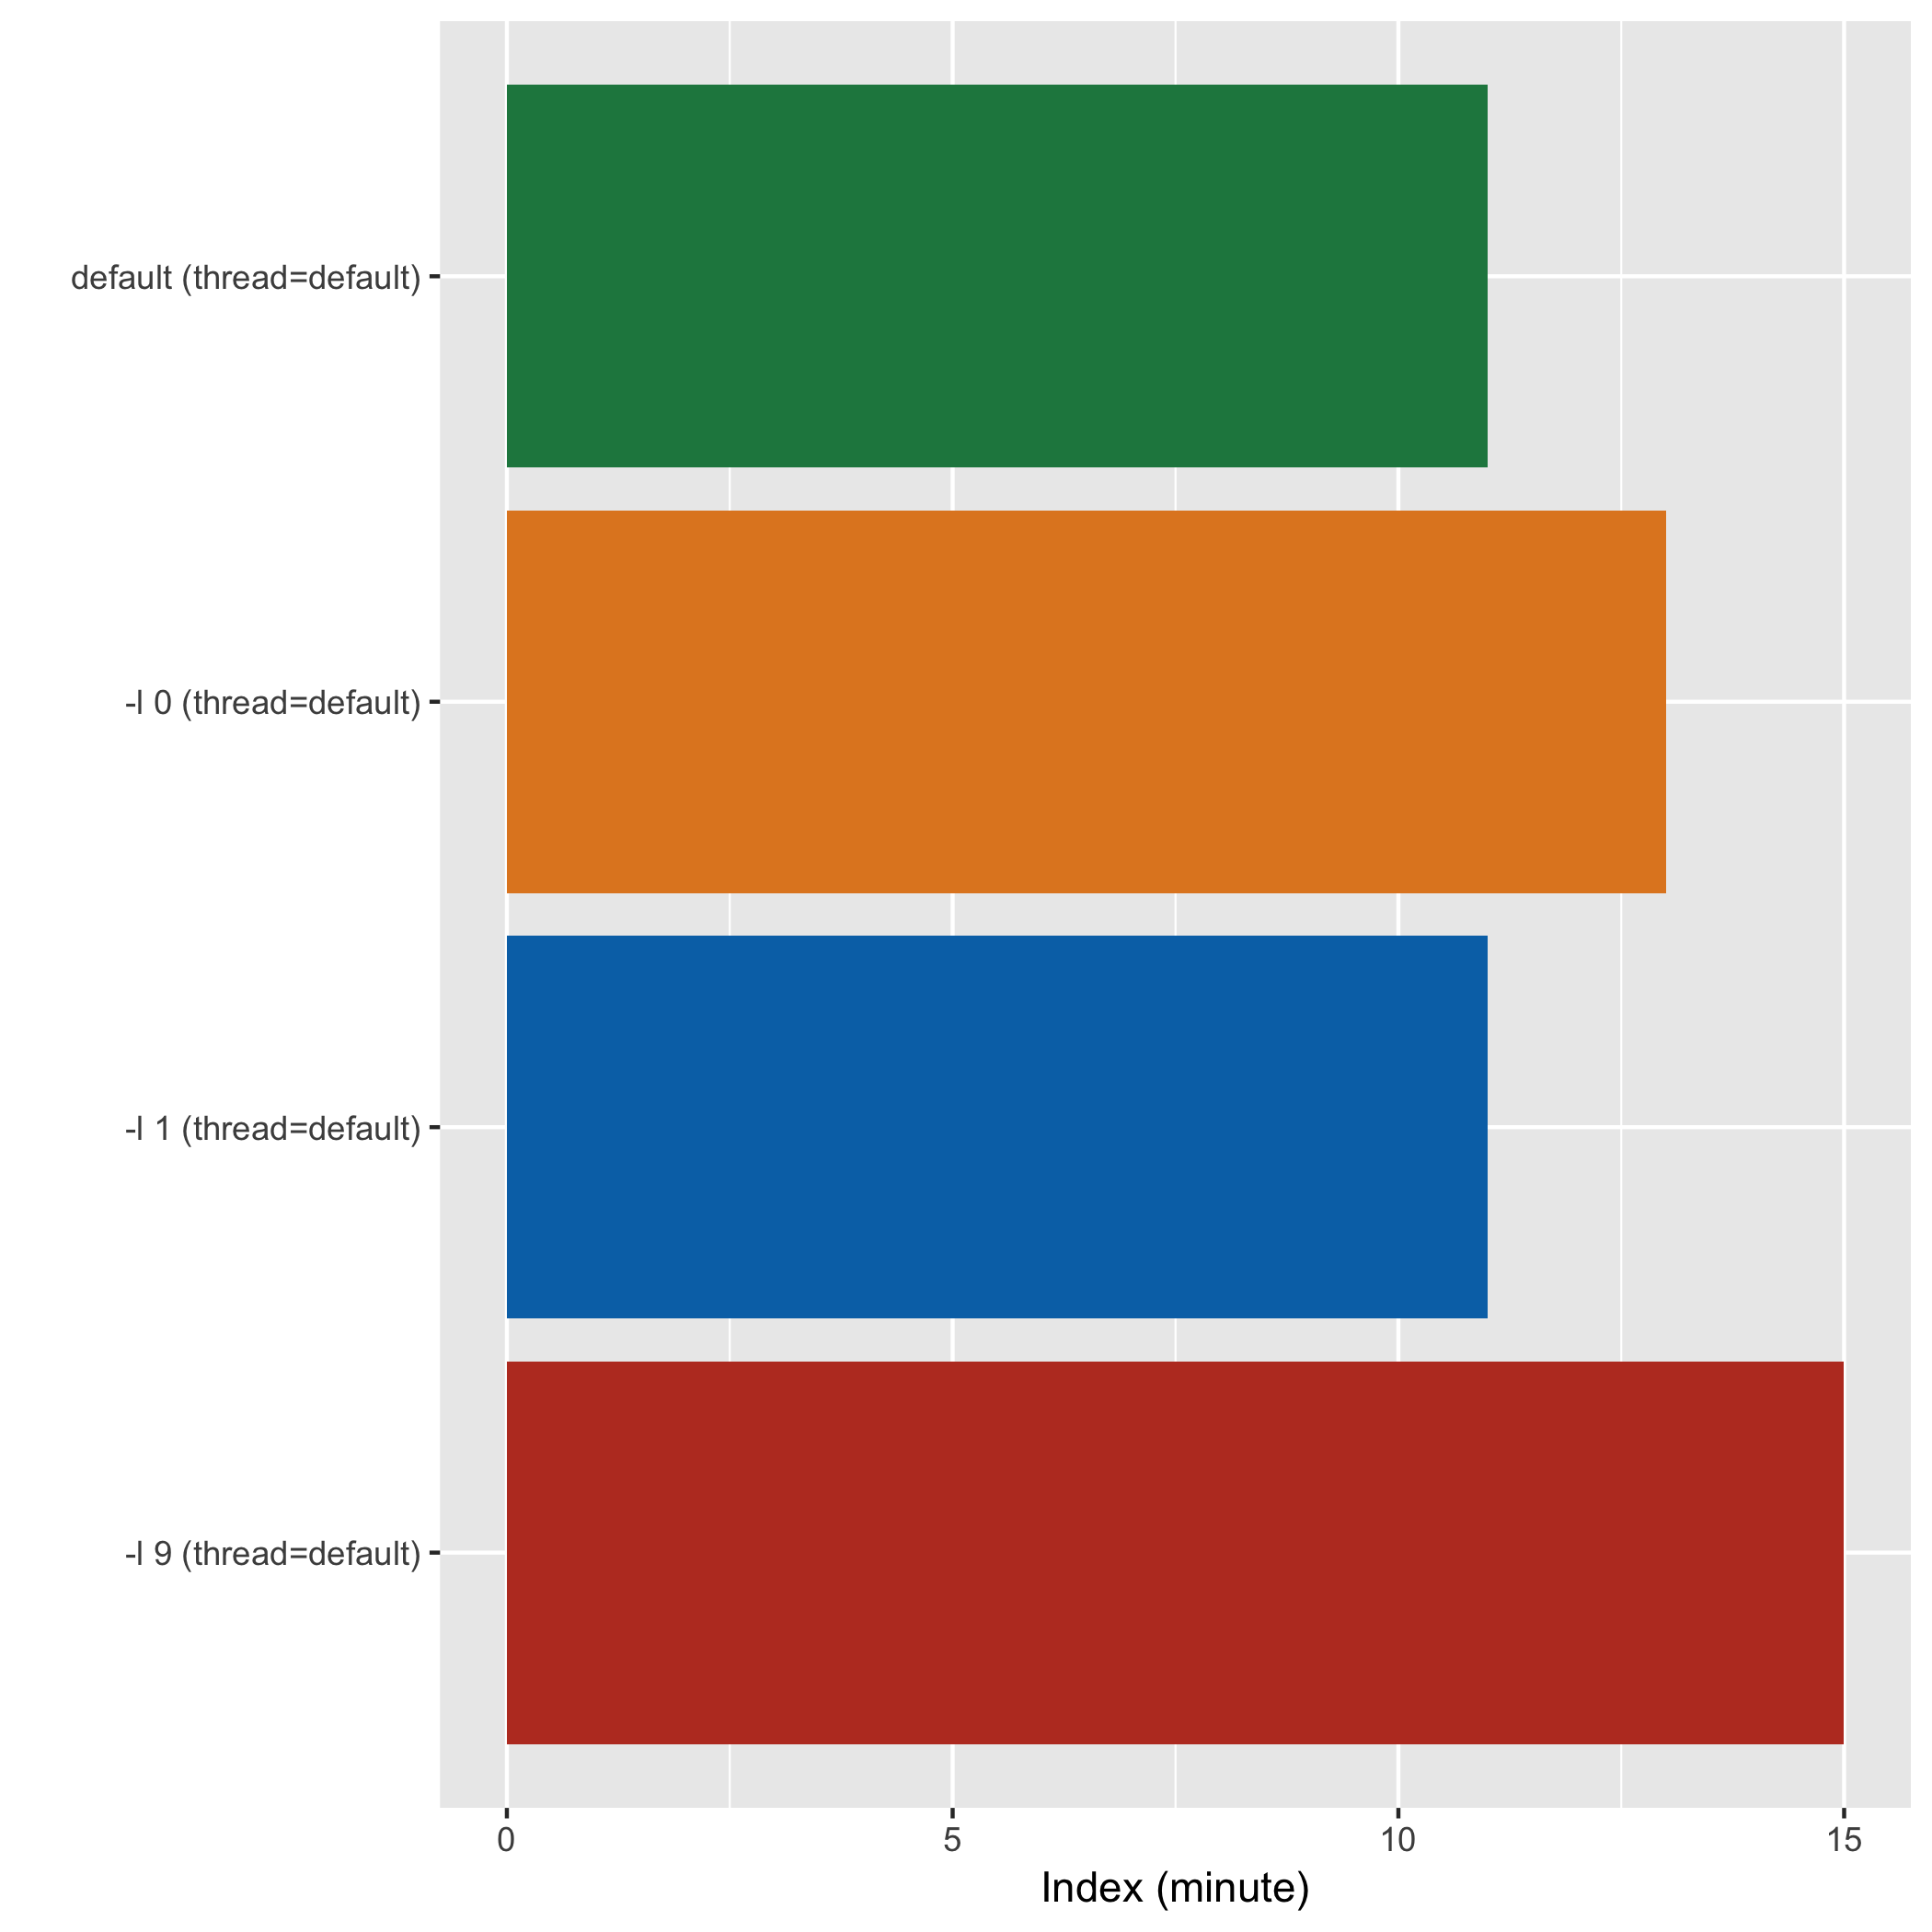 default (thread=default)
-l 0 (thread=default)
-l 1 (thread=default)
-l 9 (thread=default)
0 5 10 15
Index (minute)